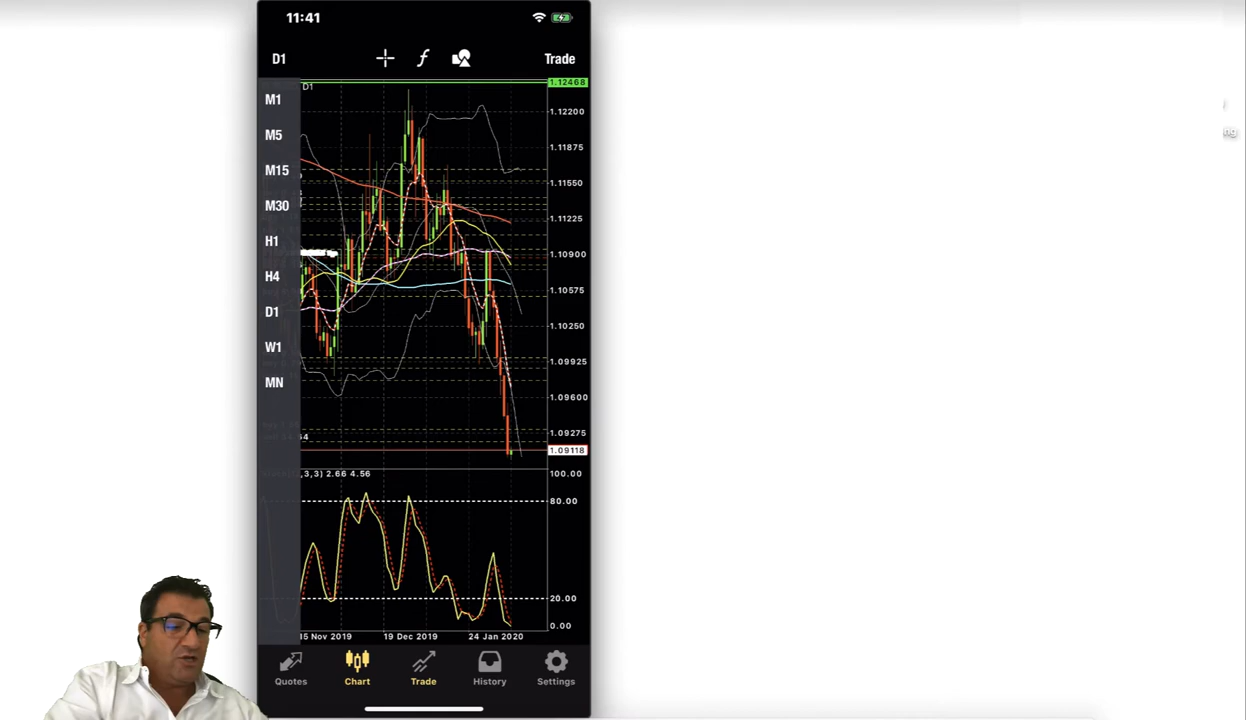 11:41
D1
f
Trade
M1
M5
M15
M30
H1
H4
D1
W1
MN
D1
1.12468
1.12200
1.11875
1.11550
1.11225
1.10900
1.10575
1.10250
1.09925
1.09600
1.09275
1.09118
,3,3) 2.66 4.56
100.00
80.00
20.00
0.00
15 Nov 2019
19 Dec 2019
24 Jan 2020
Quotes
Chart
Trade
History
Settings